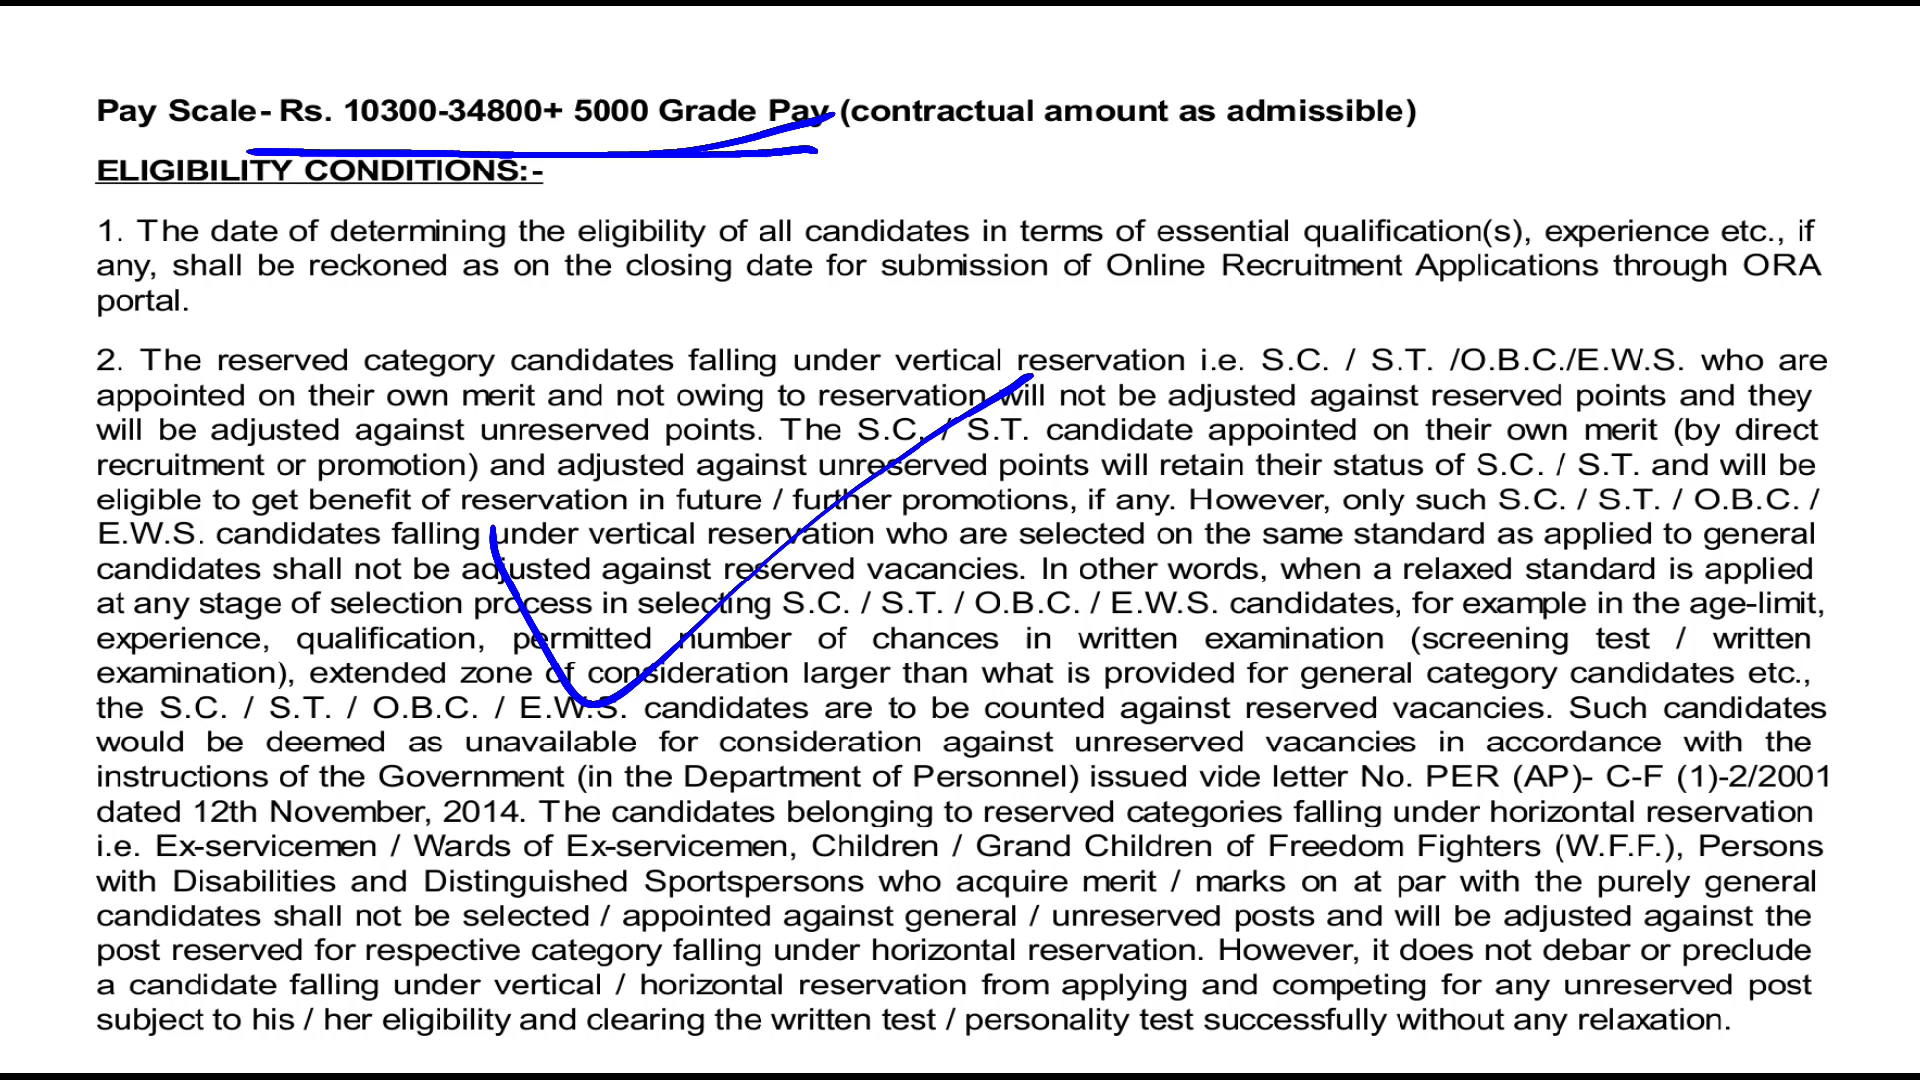 Pay Scale- Rs. 10300-34800+ 5000 Grade Pay (contractual amount as admissible)
ELIGIBILITY CONDITIONS:-
1. The date of determining the eligibility of all candidates in terms of essential qualification(s), experience etc., if
any, shall be reckoned as on the closing date for submission of Online Recruitment Applications through ORA
portal.
2. The reserved category candidates falling under vertical reservation i.e. S.C. / S.T. /O.B.C./E.W.S. who are
appointed on their own merit and not owing to reservation will not be adjusted against reserved points and they
will be adjusted against unreserved points. The S.C. / S.T. candidate appointed on their own merit (by direct
recruitment or promotion) and adjusted against unreserved points will retain their status of S.C. / S.T. and will be
eligible to get benefit of reservation in future / further promotions, if any. However, only such S.C. / S.T. / O.B.C. /
E.W.S. candidates falling under vertical reservation who are selected on the same standard as applied to general
candidates shall not be adjusted against reserved vacancies. In other words, when a relaxed standard is applied
at any stage of selection process in selecting S.C. / S.T. / O.B.C. / E.W.S. candidates, for example in the age-limit,
experience, qualification, permitted number of chances in written examination (screening test / written
examination), extended zone of consideration larger than what is provided for general category candidates etc.,
the S.C. / S.T. / O.B.C. / E.W.S. candidates are to be counted against reserved vacancies. Such candidates
would be deemed as unavailable for consideration against unreserved vacancies in accordance with the
instructions of the Government (in the Department of Personnel) issued vide letter No. PER (AP)- C-F (1)-2/2001
dated 12th November, 2014. The candidates belonging to reserved categories falling under horizontal reservation
i.e. Ex-servicemen / Wards of Ex-servicemen, Children / Grand Children of Freedom Fighters (W.F.F.), Persons
with Disabilities and Distinguished Sportspersons who acquire merit / marks on at par with the purely general
candidates shall not be selected / appointed against general / unreserved posts and will be adjusted against the
post reserved for respective category falling under horizontal reservation. However, it does not debar or preclude
a candidate falling under vertical / horizontal reservation from applying and competing for any unreserved post
subject to his / her eligibility and clearing the written test / personality test successfully without any relaxation.